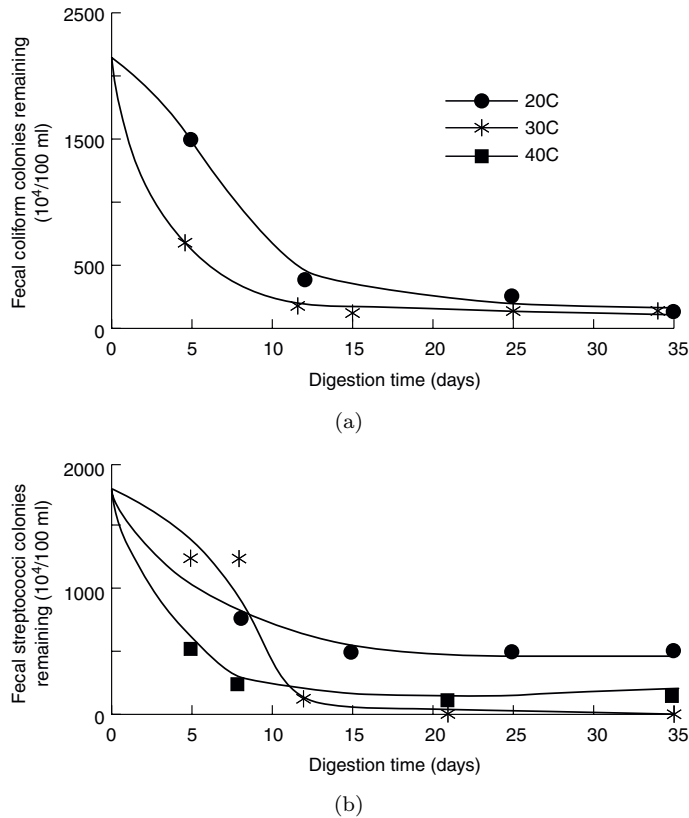 2500
1500
500
0
Fecal coliform colonies remaining
(10⁴/100 ml)
20C
30C
40C
0 5 10 15 20 25 30 35
Digestion time (days)
(a)
2000
1000
0
Fecal streptococci colonies
remaining (10⁴/100 ml)
0 5 10 15 20 25 30 35
Digestion time (days)
(b)